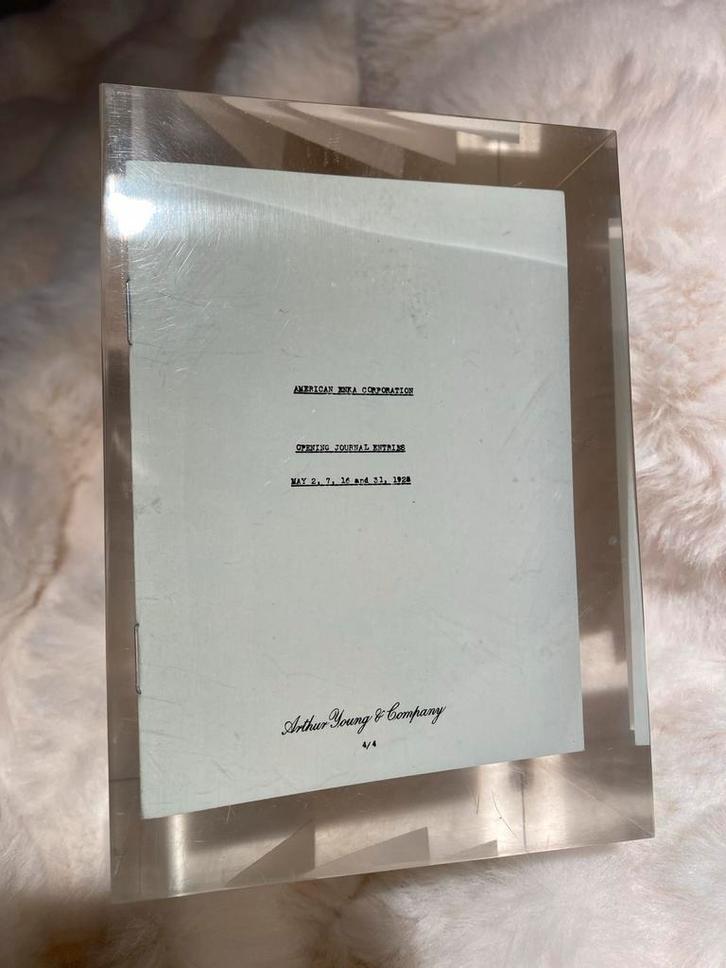 AMERICAN ENKA CORPORATION
OPENING JOURNAL ENTRIES
MAY 2, 7, 16 and 31, 1928
Arthur Young & Company
4/4